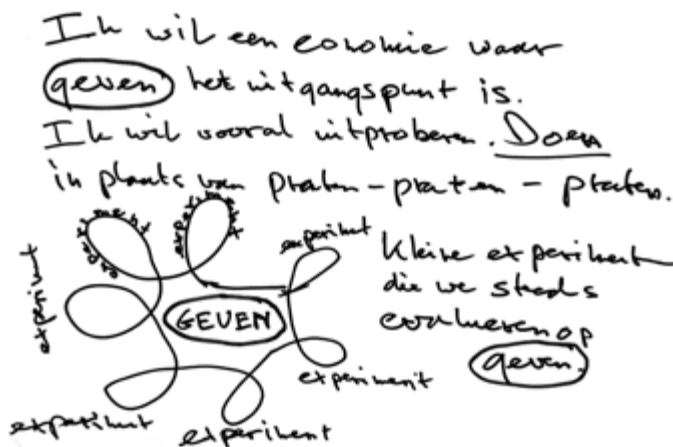 Ik wil een economie waar
geven het uitgangspunt is.
Ik wil vooral uitproberen. Doen
in plaats van praten-praten-praten.
experiment
experiment
experiment
experiment
GEVEN
experiment
experiment
experiment
Kleine experiment
die we steeds
evalueren op
geven.